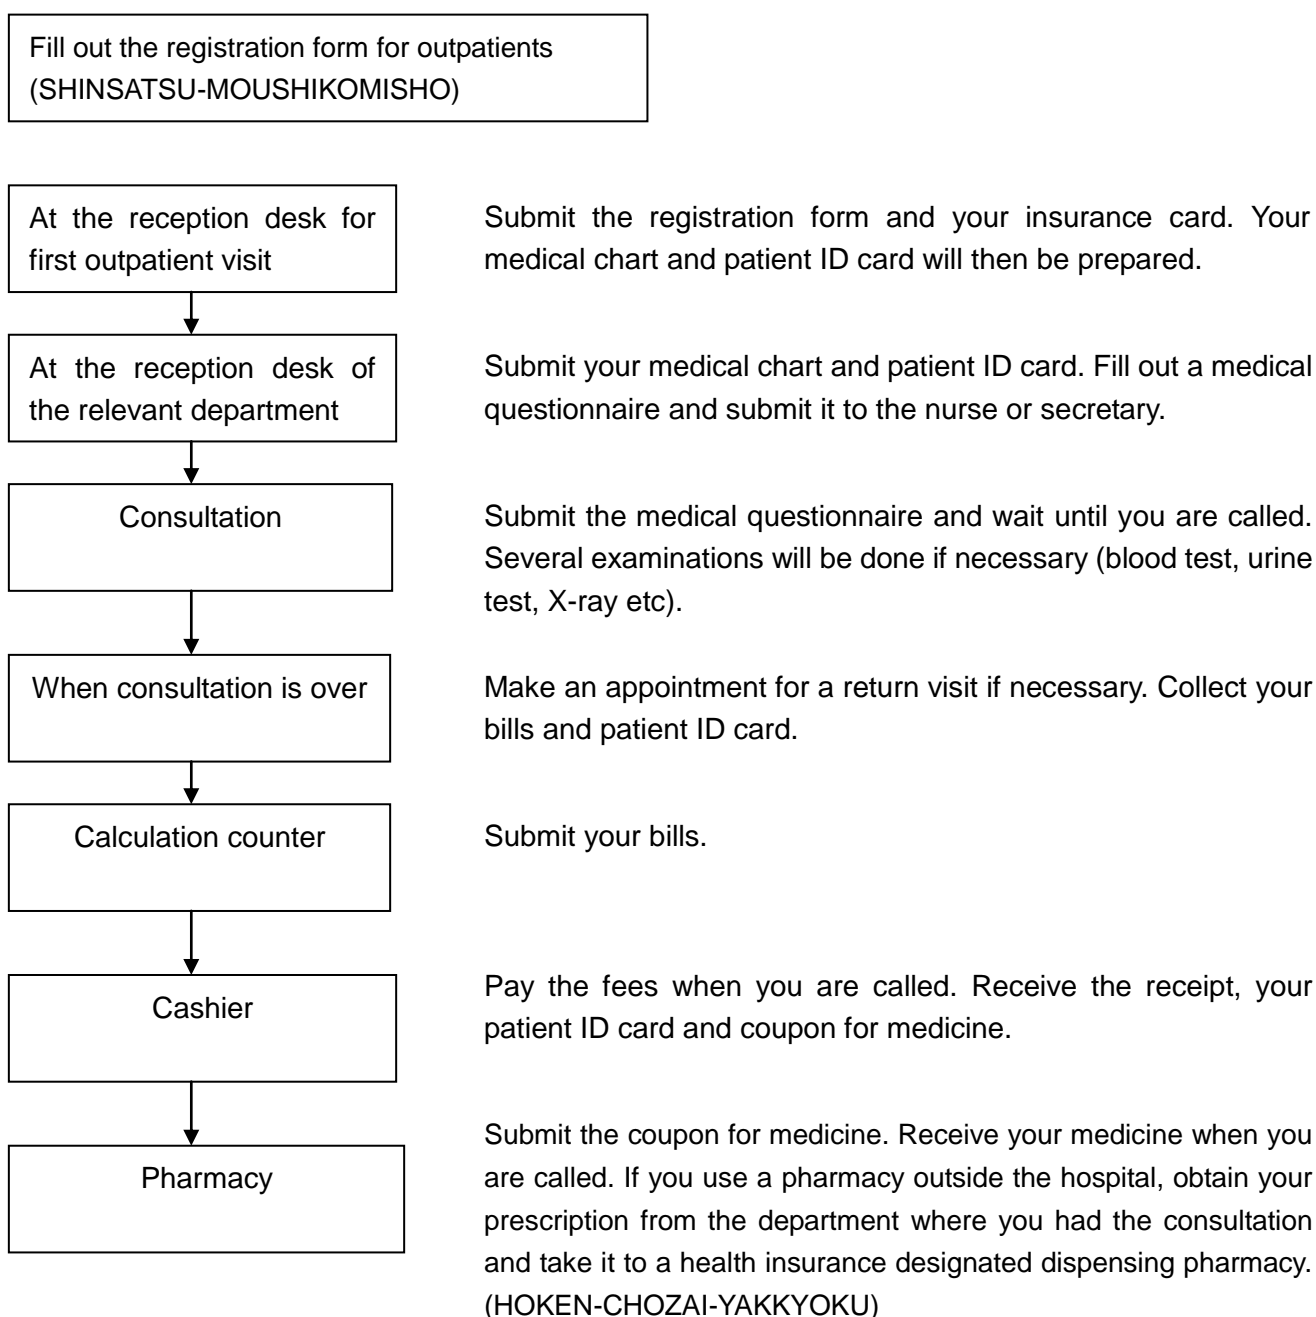 Fill out the registration form for outpatients
(SHINSATSU-MOUSHIKOMISHO)
At the reception desk for
first outpatient visit
Submit the registration form and your insurance card. Your
medical chart and patient ID card will then be prepared.
At the reception desk of
the relevant department
Submit your medical chart and patient ID card. Fill out a medical
questionnaire and submit it to the nurse or secretary.
Consultation
Submit the medical questionnaire and wait until you are called.
Several examinations will be done if necessary (blood test, urine
test, X-ray etc).
When consultation is over
Make an appointment for a return visit if necessary. Collect your
bills and patient ID card.
Calculation counter
Submit your bills.
Cashier
Pay the fees when you are called. Receive the receipt, your
patient ID card and coupon for medicine.
Pharmacy
Submit the coupon for medicine. Receive your medicine when you
are called. If you use a pharmacy outside the hospital, obtain your
prescription from the department where you had the consultation
and take it to a health insurance designated dispensing pharmacy.
(HOKEN-CHOZAI-YAKKYOKU)